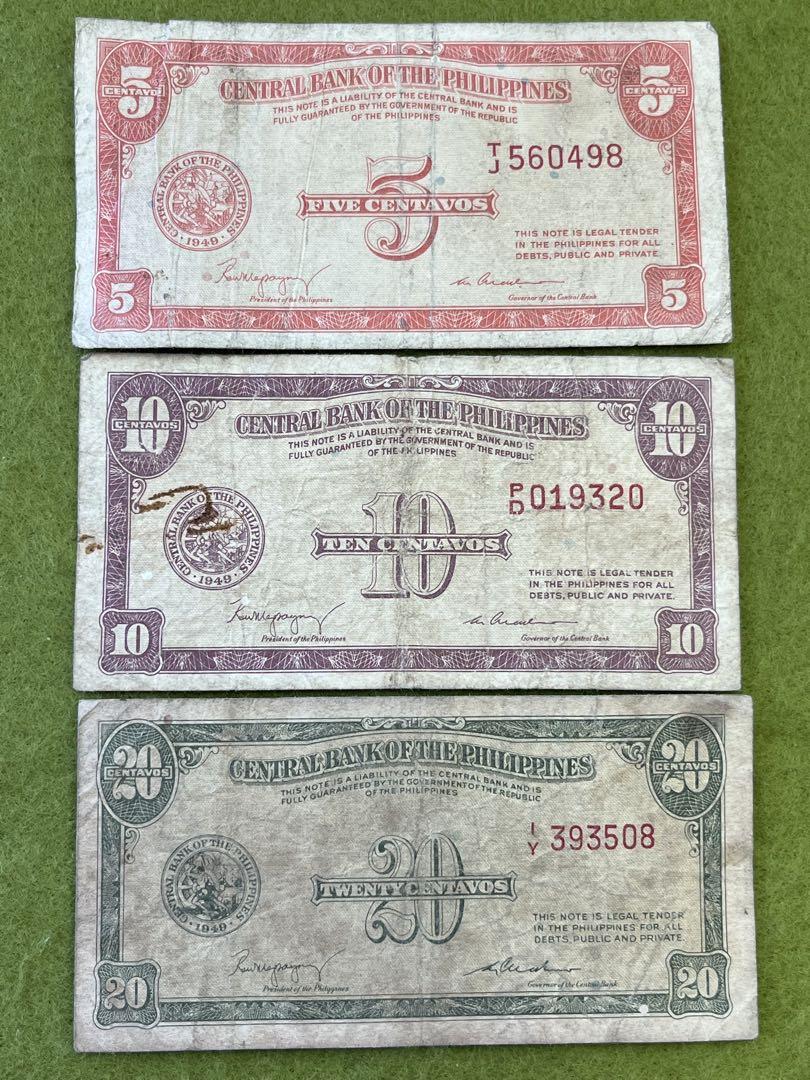 5 CENTAVOS
5 CENTAVOS
CENTRAL BANK OF THE PHILIPPINES
THIS NOTE IS A LIABILITY OF THE CENTRAL BANK AND IS
FULLY GUARANTEED BY THE GOVERNMENT OF THE REPUBLIC
OF THE PHILIPPINES
TJ 560498
CENTRAL BANK OF THE PHILIPPINES
· 1949 ·
5
FIVE CENTAVOS
THIS NOTE IS LEGAL TENDER
IN THE PHILIPPINES FOR ALL
DEBTS, PUBLIC AND PRIVATE.
President of the Philippines
Governor of the Central Bank
5
5
10 CENTAVOS
10 CENTAVOS
CENTRAL BANK OF THE PHILIPPINES
THIS NOTE IS A LIABILITY OF THE CENTRAL BANK AND IS
FULLY GUARANTEED BY THE GOVERNMENT OF THE REPUBLIC
OF THE PHILIPPINES
PD 019320
CENTRAL BANK OF THE PHILIPPINES
· 1949 ·
10
TEN CENTAVOS
THIS NOTE IS LEGAL TENDER
IN THE PHILIPPINES FOR ALL
DEBTS, PUBLIC AND PRIVATE.
President of the Philippines
Governor of the Central Bank
10
10
20 CENTAVOS
20 CENTAVOS
CENTRAL BANK OF THE PHILIPPINES
THIS NOTE IS A LIABILITY OF THE CENTRAL BANK AND IS
FULLY GUARANTEED BY THE GOVERNMENT OF THE REPUBLIC
OF THE PHILIPPINES
IY 393508
CENTRAL BANK OF THE PHILIPPINES
· 1949 ·
20
TWENTY CENTAVOS
THIS NOTE IS LEGAL TENDER
IN THE PHILIPPINES FOR ALL
DEBTS, PUBLIC AND PRIVATE.
President of the Philippines
Governor of the Central Bank
20
20